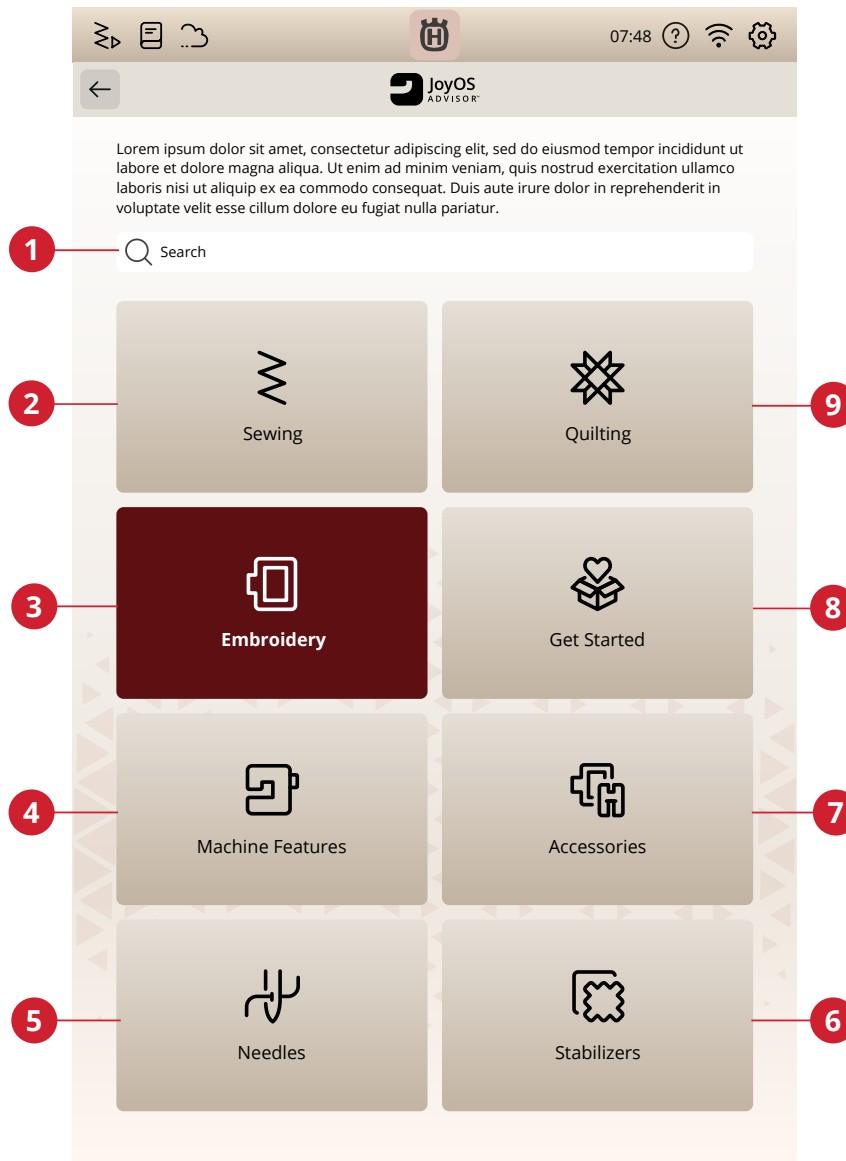 07:48
JoyOS
ADVISOR™
Lorem ipsum dolor sit amet, consectetur adipiscing elit, sed do eiusmod tempor incididunt ut
labore et dolore magna aliqua. Ut enim ad minim veniam, quis nostrud exercitation ullamco
laboris nisi ut aliquip ex ea commodo consequat. Duis aute irure dolor in reprehenderit in
voluptate velit esse cillum dolore eu fugiat nulla pariatur.
1
Search
2
Sewing
Quilting
9
3
Embroidery
Get Started
8
4
Machine Features
Accessories
7
5
Needles
Stabilizers
6